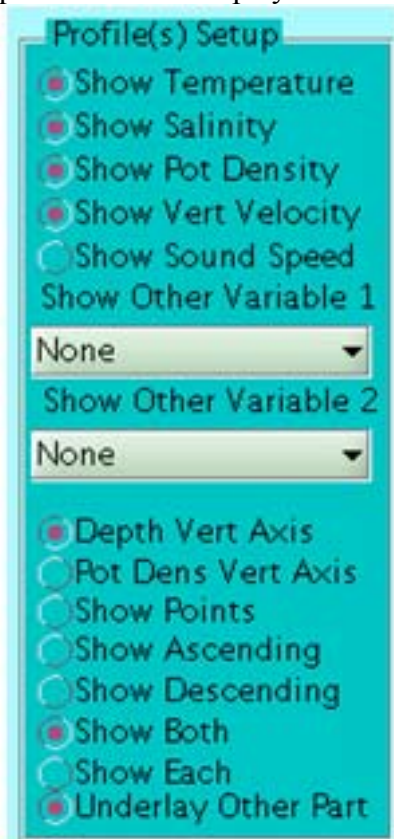 Profile(s) Setup
Show Temperature
Show Salinity
Show Pot Density
Show Vert Velocity
Show Sound Speed
Show Other Variable 1
None
Show Other Variable 2
None
Depth Vert Axis
Pot Dens Vert Axis
Show Points
Show Ascending
Show Descending
Show Both
Show Each
Underlay Other Part